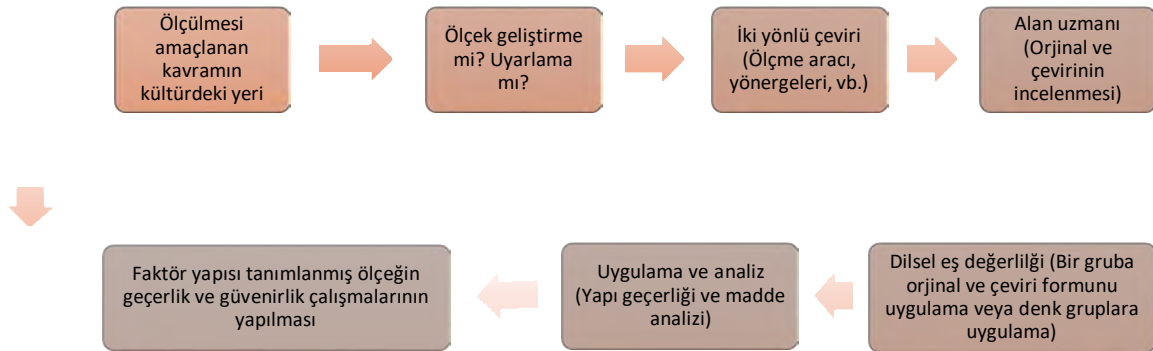 Ölçülmesi
amaçlanan
kavramın
kültürdeki yeri
Ölçek geliştirme
mi? Uyarlama
mı?
İki yönlü çeviri
(Ölçme aracı,
yönergeleri, vb.)
Alan uzmanı
(Orjinal ve
çevirinin
incelenmesi)
Dilsel eş değerlilği (Bir gruba
orjinal ve çeviri formunu
uygulama veya denk gruplara
uygulama)
Uygulama ve analiz
(Yapı geçerliği ve madde
analizi)
Faktör yapısı tanımlanmış ölçeğin
geçerlik ve güvenirlik çalışmalarının
yapılması